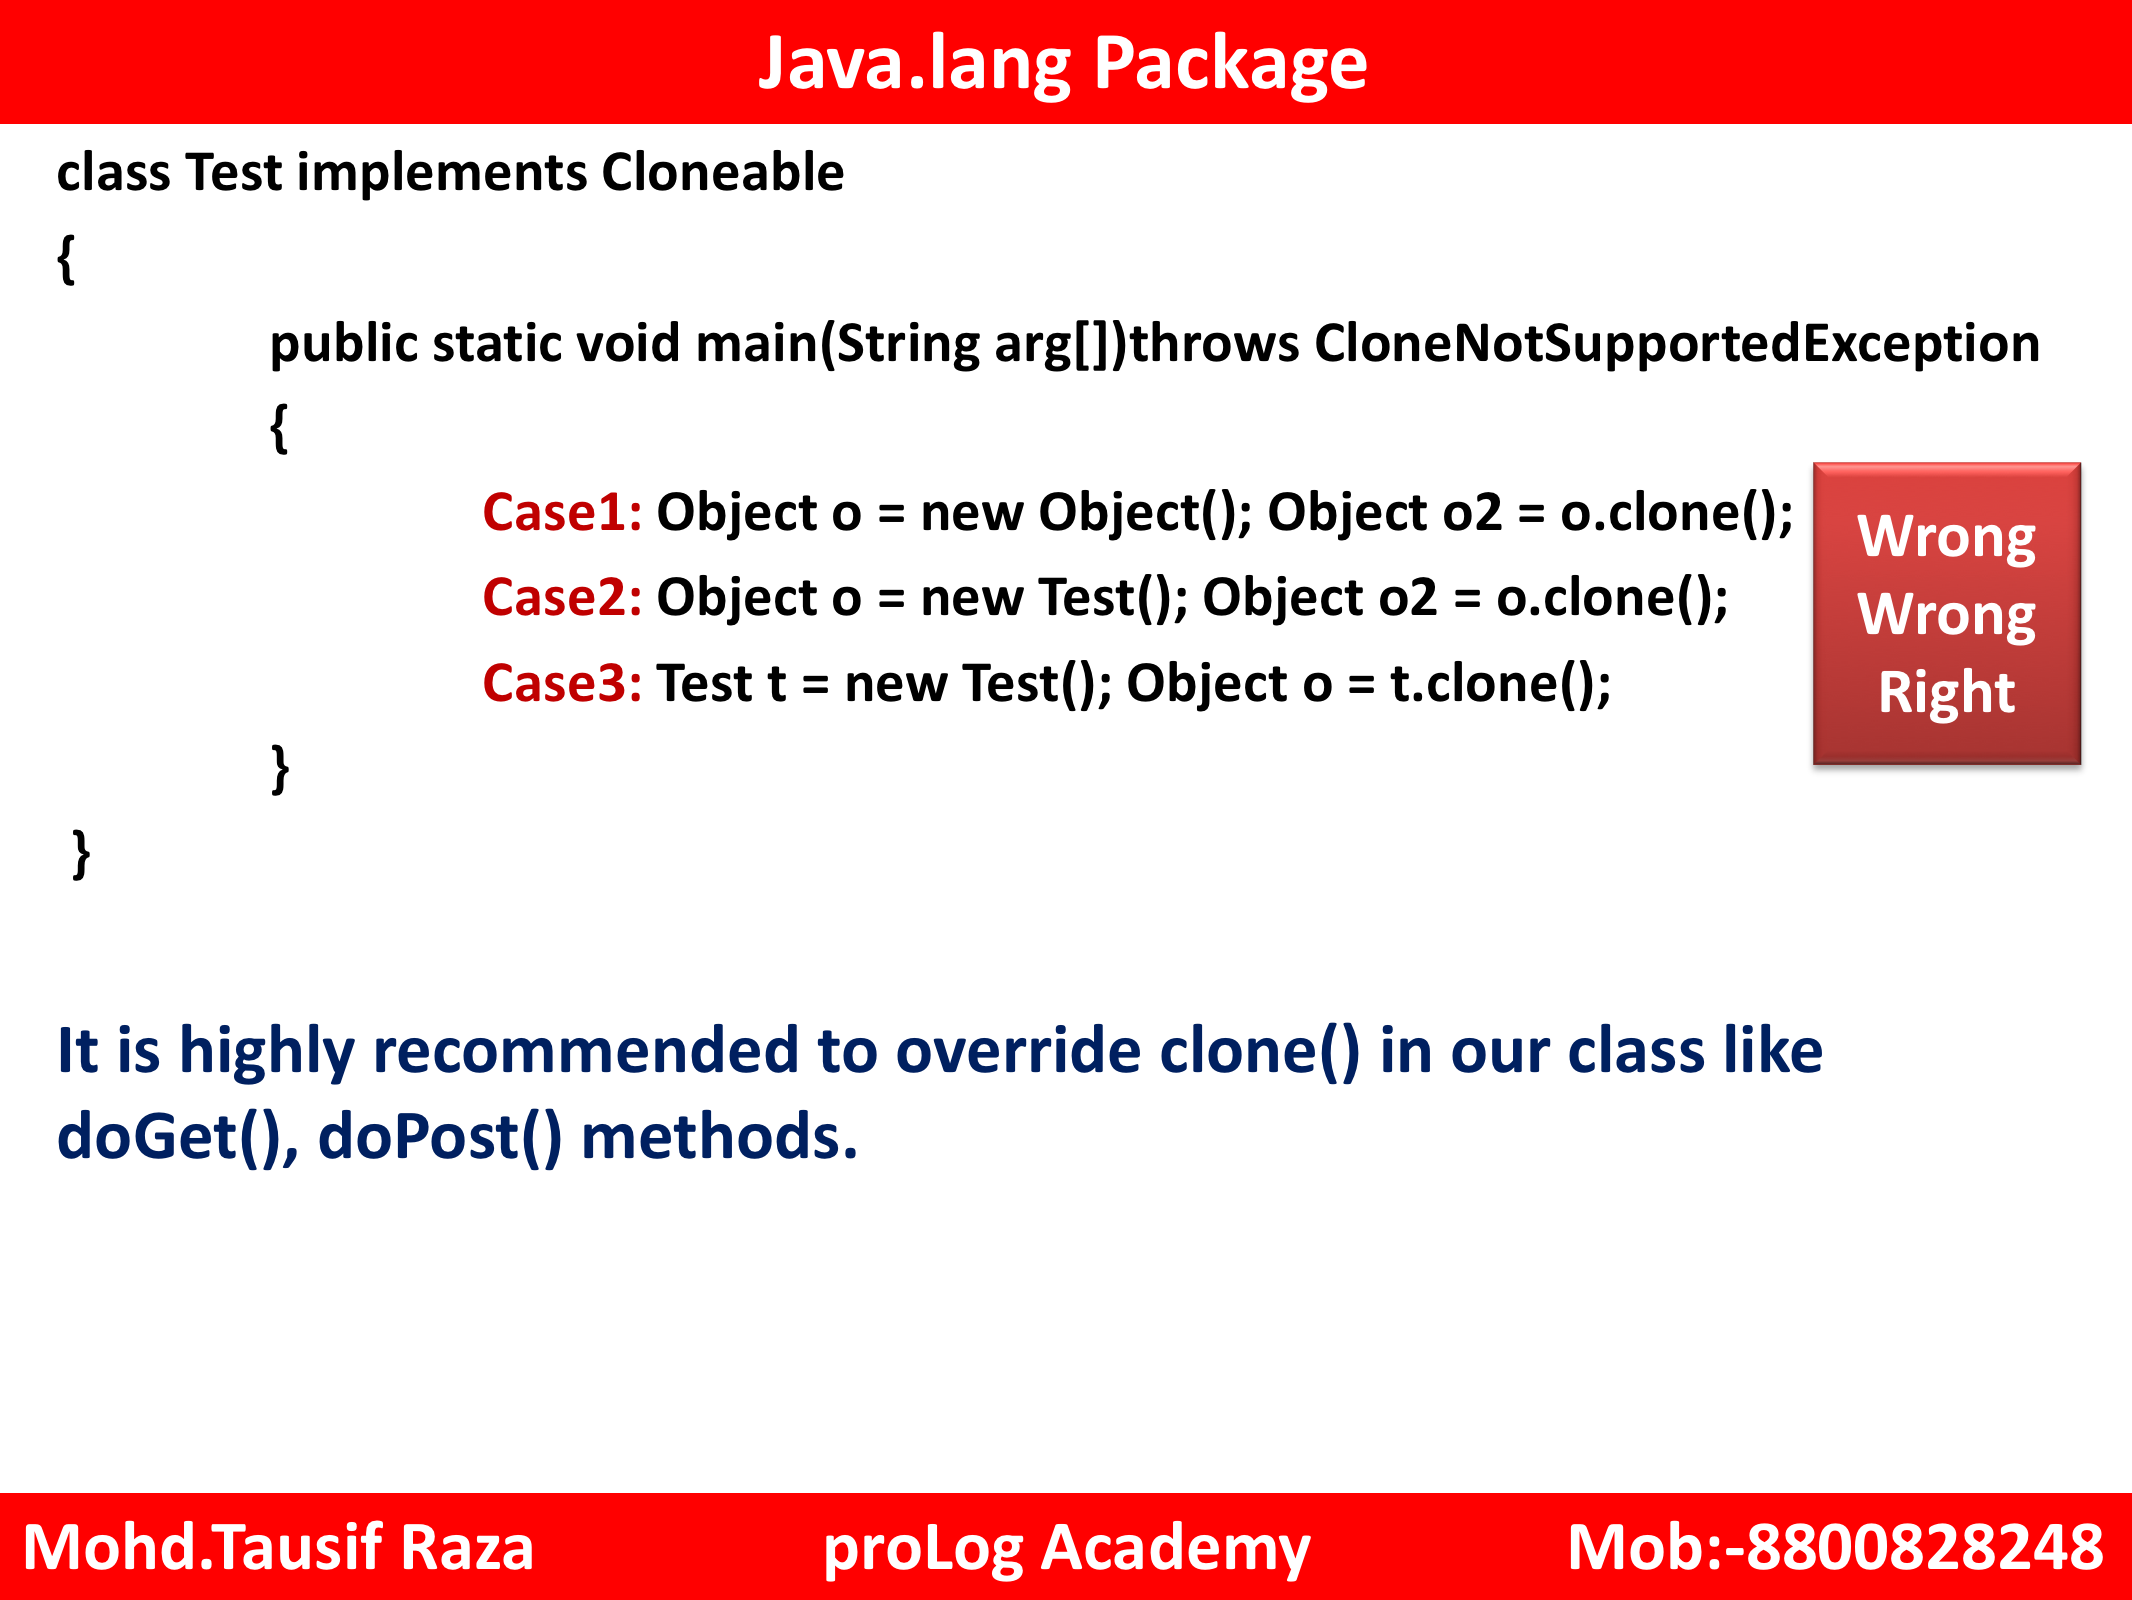 Java.lang Package
class Test implements Cloneable
{
public static void main(String arg[])throws CloneNotSupportedException
{
Case1: Object o = new Object(); Object o2 = o.clone();
Case2: Object o = new Test(); Object o2 = o.clone();
Case3: Test t = new Test(); Object o = t.clone();
Wrong
Wrong
Right
}
}
It is highly recommended to override clone() in our class like
doGet(), doPost() methods.
Mohd.Tausif Raza proLog Academy Mob:-8800828248